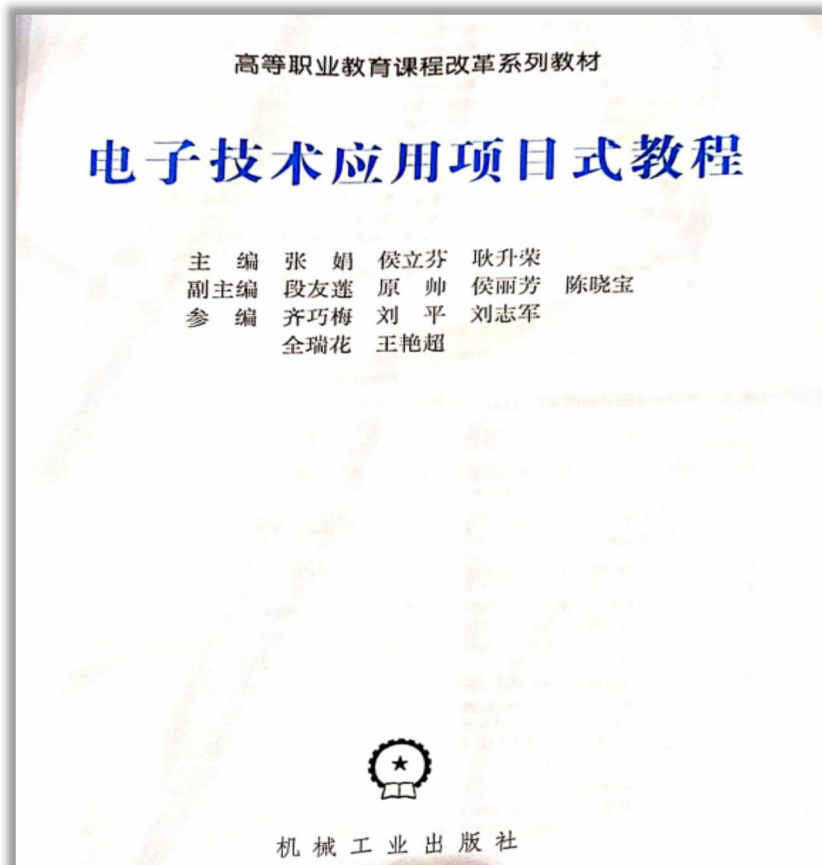 高等职业教育课程改革系列教材
电子技术应用项目式教程
主 编 张 娟 侯立芬 耿升荣
副主编 段友莲 原 帅 侯丽芳 陈晓宝
参 编 齐巧梅 刘 平 刘志军
全瑞花 王艳超
机械工业出版社